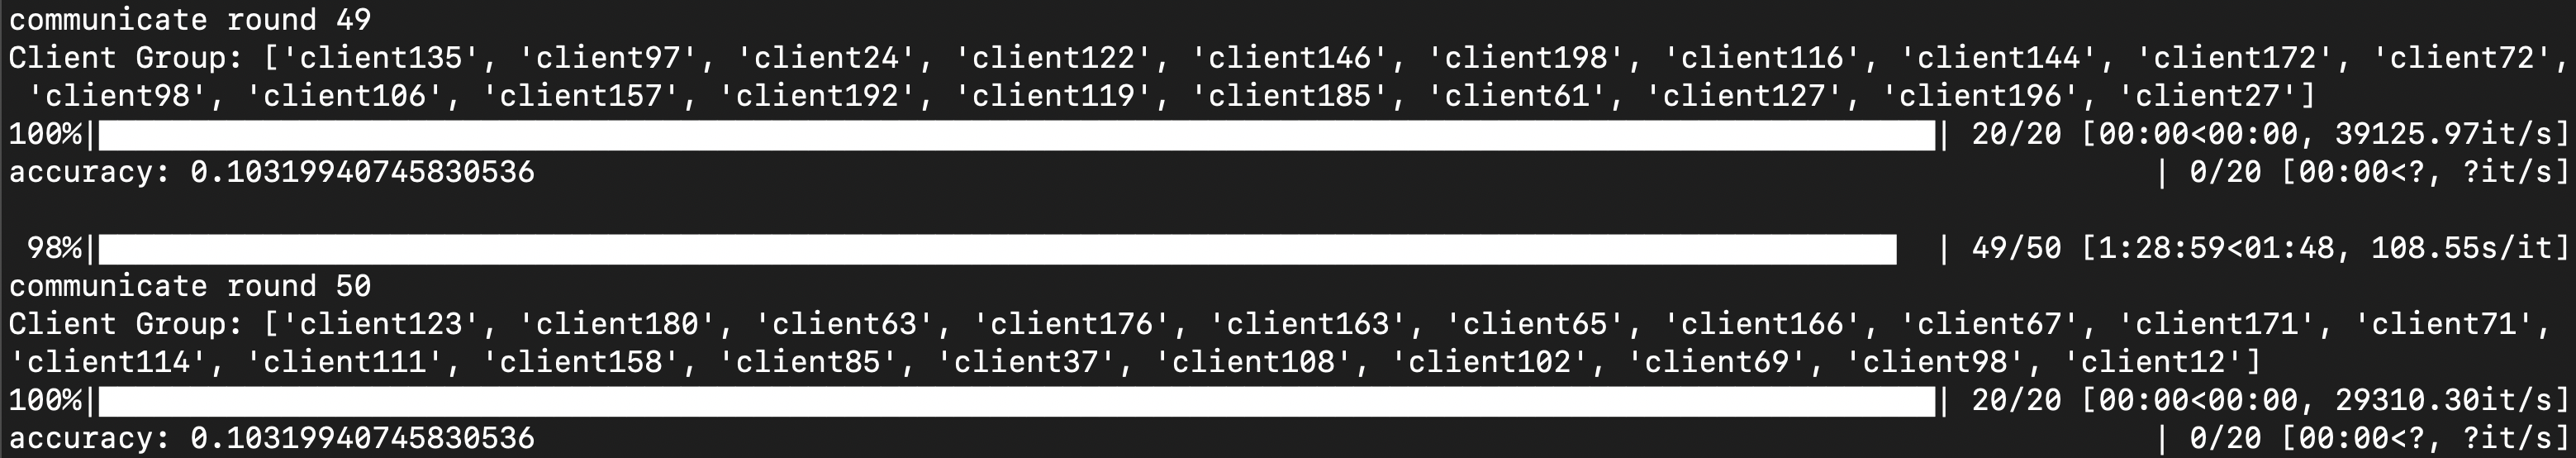 communicate round 49
Client Group: ['client135', 'client97', 'client24', 'client122', 'client146', 'client198', 'client116', 'client144', 'client172', 'client72',
'client98', 'client106', 'client157', 'client192', 'client119', 'client185', 'client61', 'client127', 'client196', 'client27']
100%| | 20/20 [00:00<00:00, 39125.97it/s]
accuracy: 0.10319940745830536 | 0/20 [00:00<?, ?it/s]
98%| | 49/50 [1:28:59<01:48, 108.55s/it]
communicate round 50
Client Group: ['client123', 'client180', 'client63', 'client176', 'client163', 'client65', 'client166', 'client67', 'client171', 'client71',
'client114', 'client111', 'client158', 'client85', 'client37', 'client108', 'client102', 'client69', 'client98', 'client12']
100%| | 20/20 [00:00<00:00, 29310.30it/s]
accuracy: 0.10319940745830536 | 0/20 [00:00<?, ?it/s]